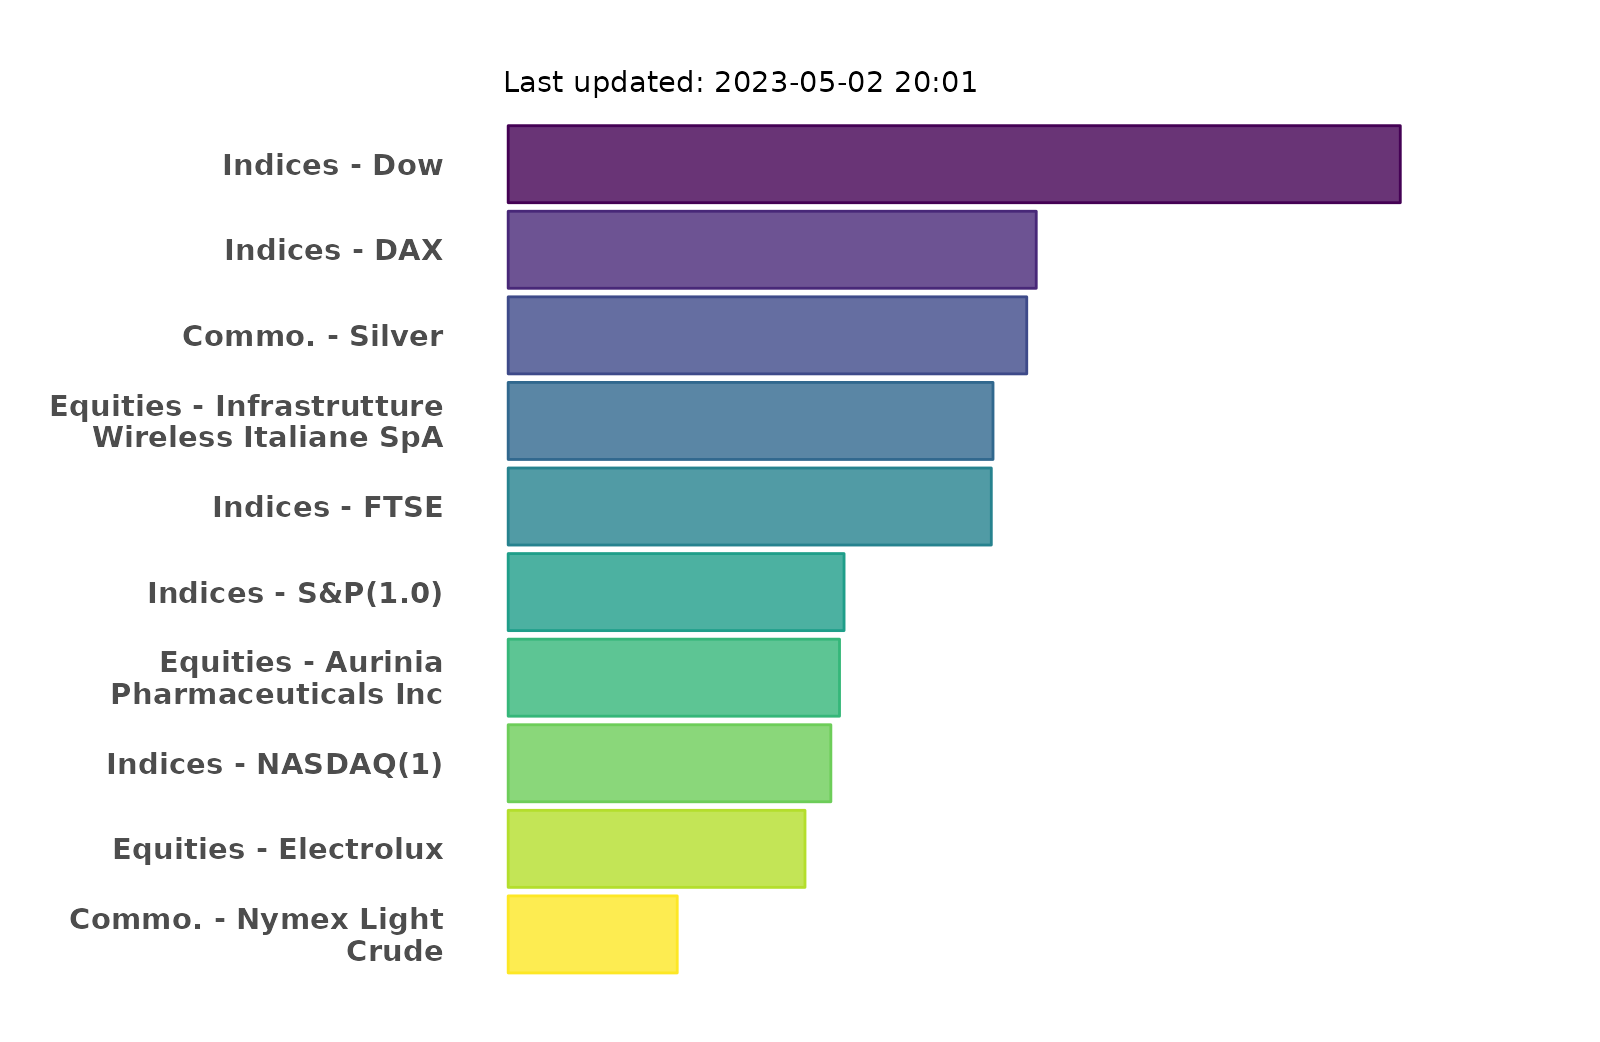 Last updated: 2023-05-02 20:01
Indices - Dow
Indices - DAX
Commo. - Silver
Equities - Infrastrutture
Wireless Italiane SpA
Indices - FTSE
Indices - S&P(1.0)
Equities - Aurinia
Pharmaceuticals Inc
Indices - NASDAQ(1)
Equities - Electrolux
Commo. - Nymex Light
Crude